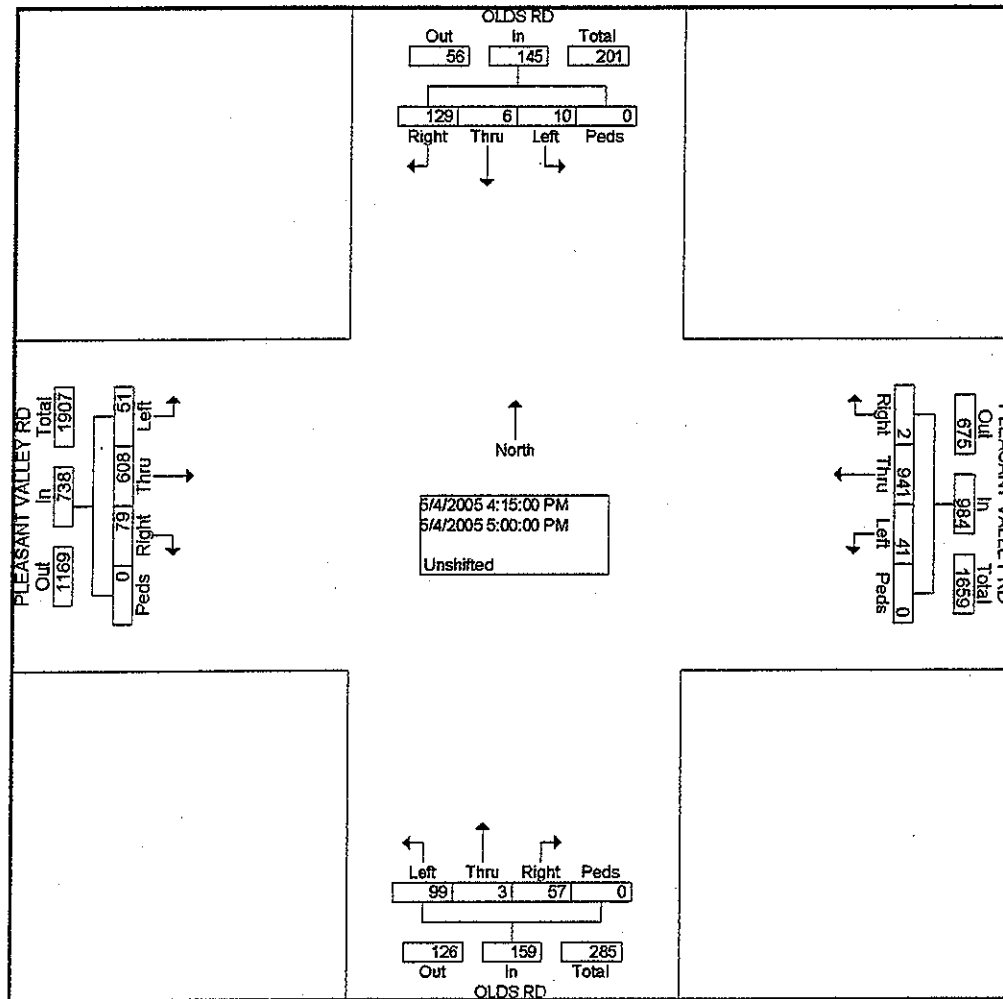 OLDS RD
Out In Total
56 145 201
129 6 10 0
Right Thru Left Peds
PLEASANT VALLEY RD
Total In Out
1907 738 1169
51 608 79 0
Left Thru Right Peds
North
5/4/2005 4:15:00 PM
5/4/2005 5:00:00 PM
Unshifted
Right Thru Left Peds
2 941 41 0
Out In Total
675 984 1659
PLEASANT VALLEY RD
Left Thru Right Peds
99 3 57 0
126 159 285
Out In Total
OLDS RD